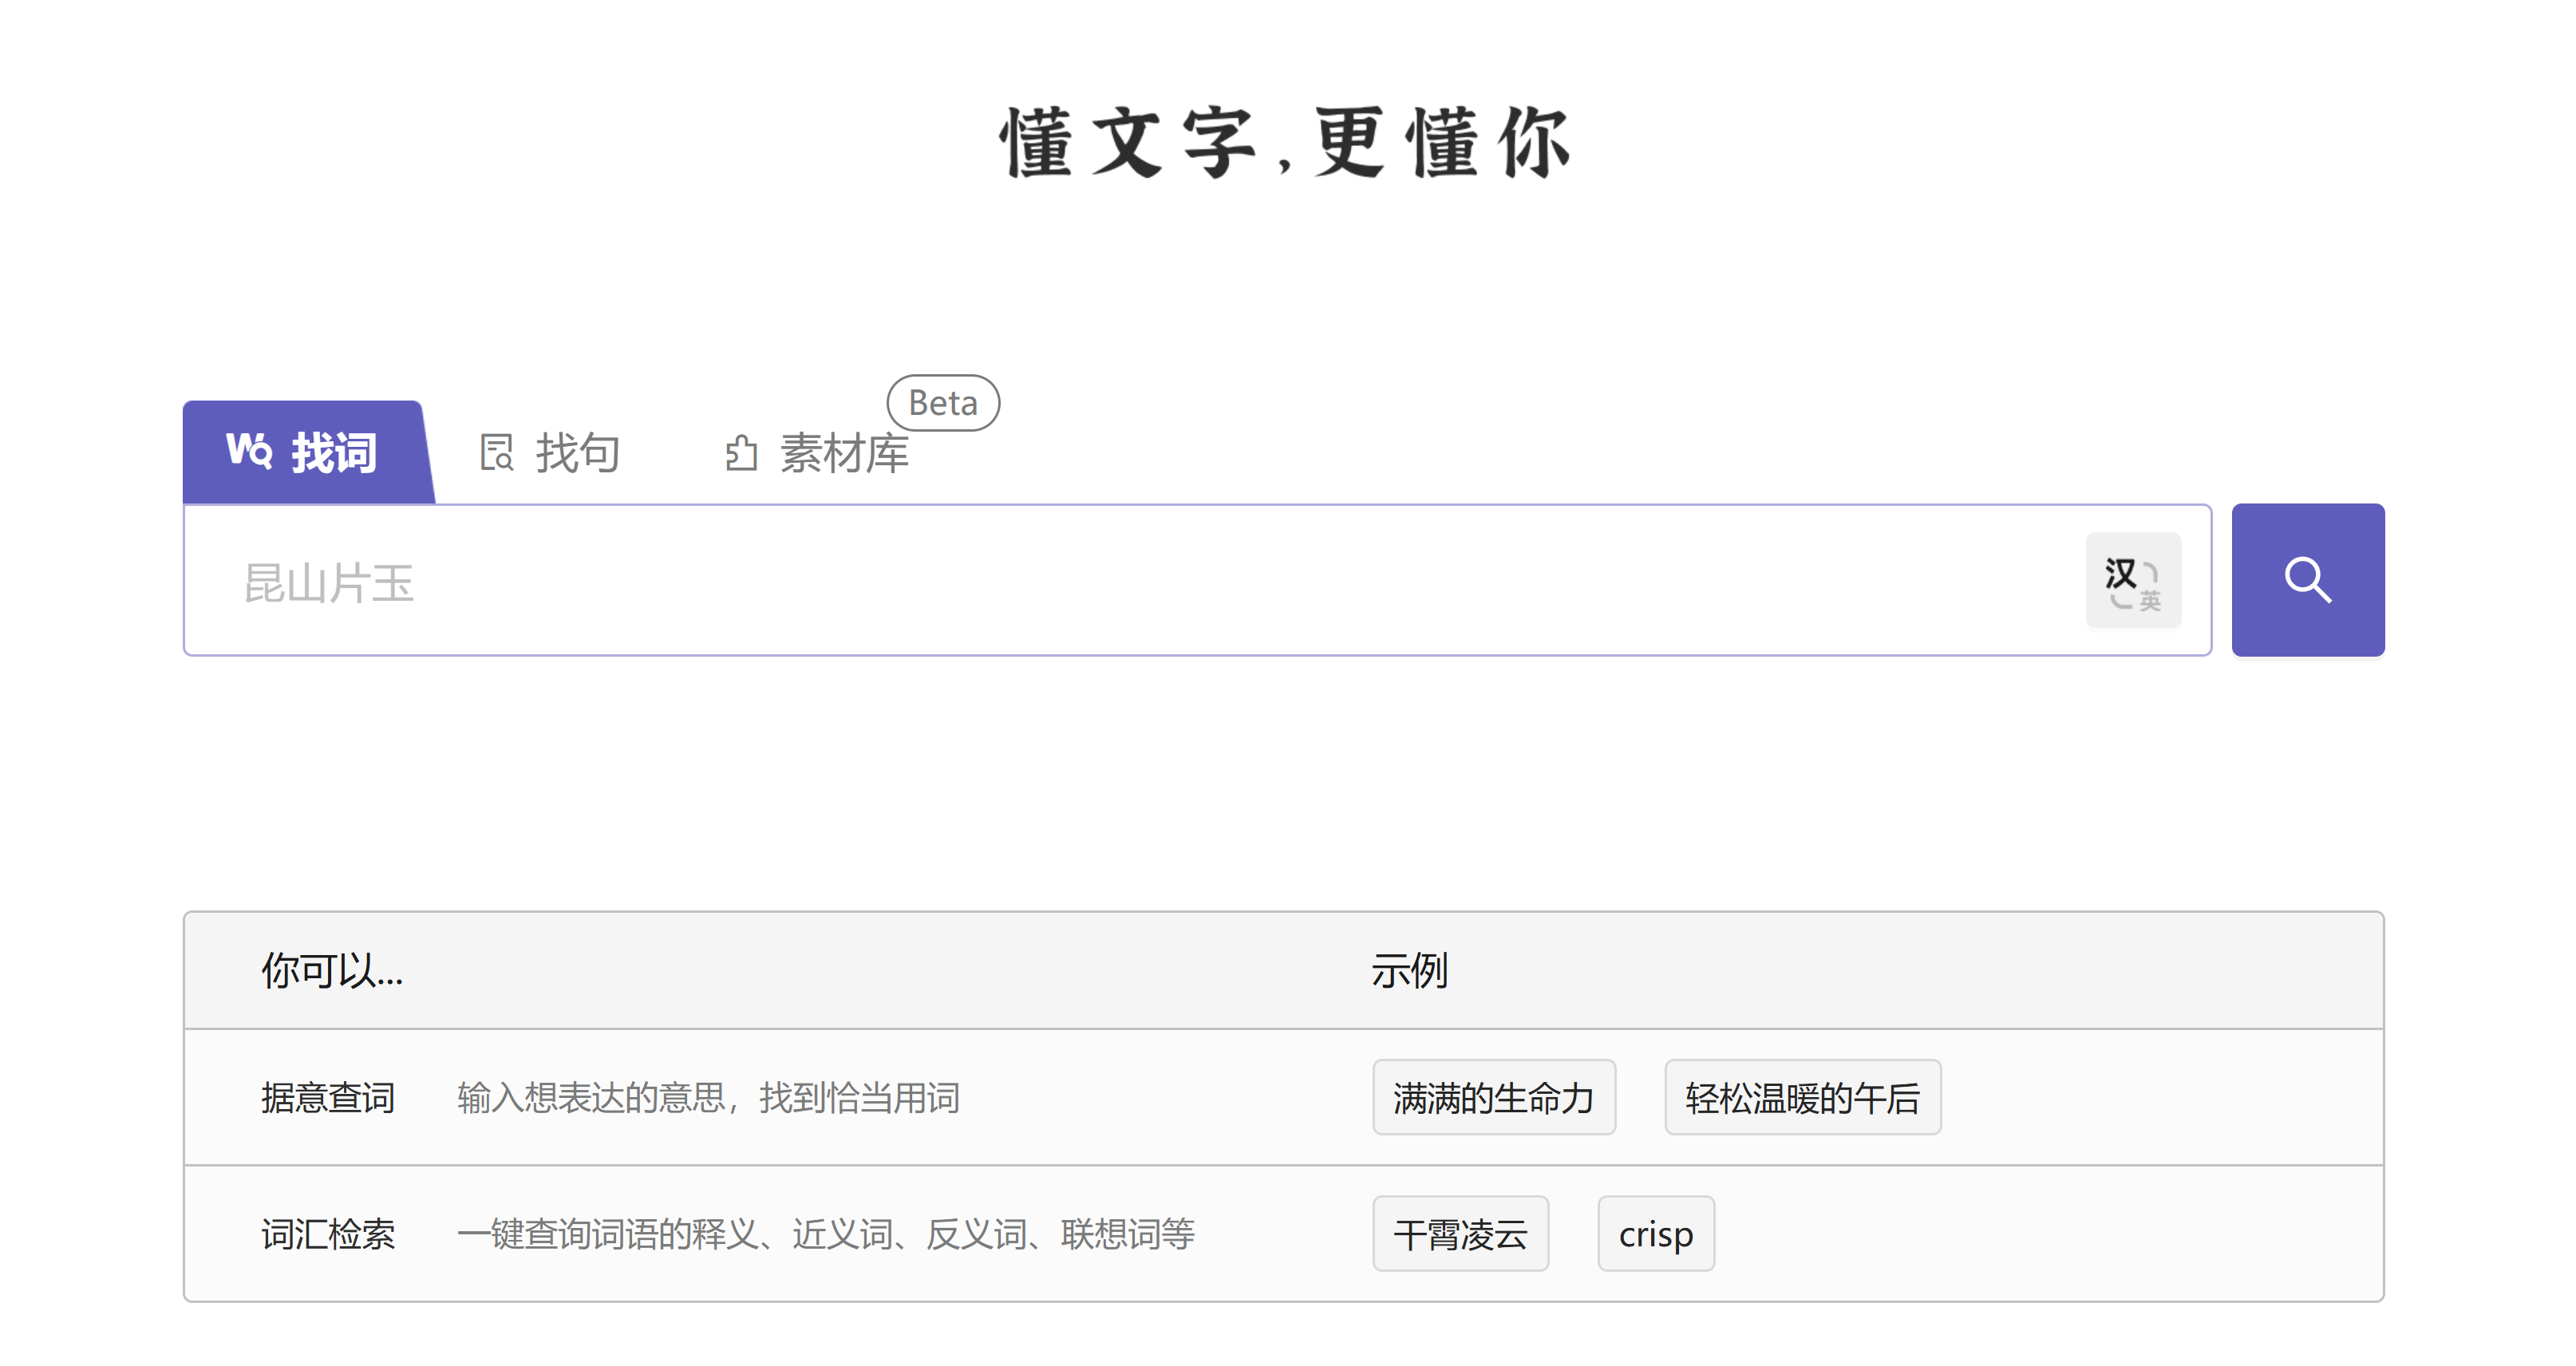 懂文字,更懂你
Beta
WQ 找词 找句 素材库
昆山片玉 汉 英
你可以... 示例
据意查词 输入想表达的意思，找到恰当用词 满满的生命力 轻松温暖的午后
词汇检索 一键查询词语的释义、近义词、反义词、联想词等 干霄凌云 crisp